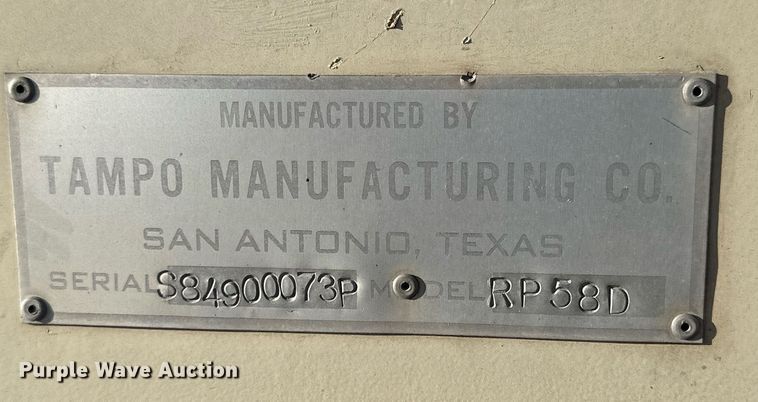 MANUFACTURED BY
TAMPO MANUFACTURING CO.
SAN ANTONIO, TEXAS
SERIAL S84900073P MODEL RP58D
Purple Wave Auction